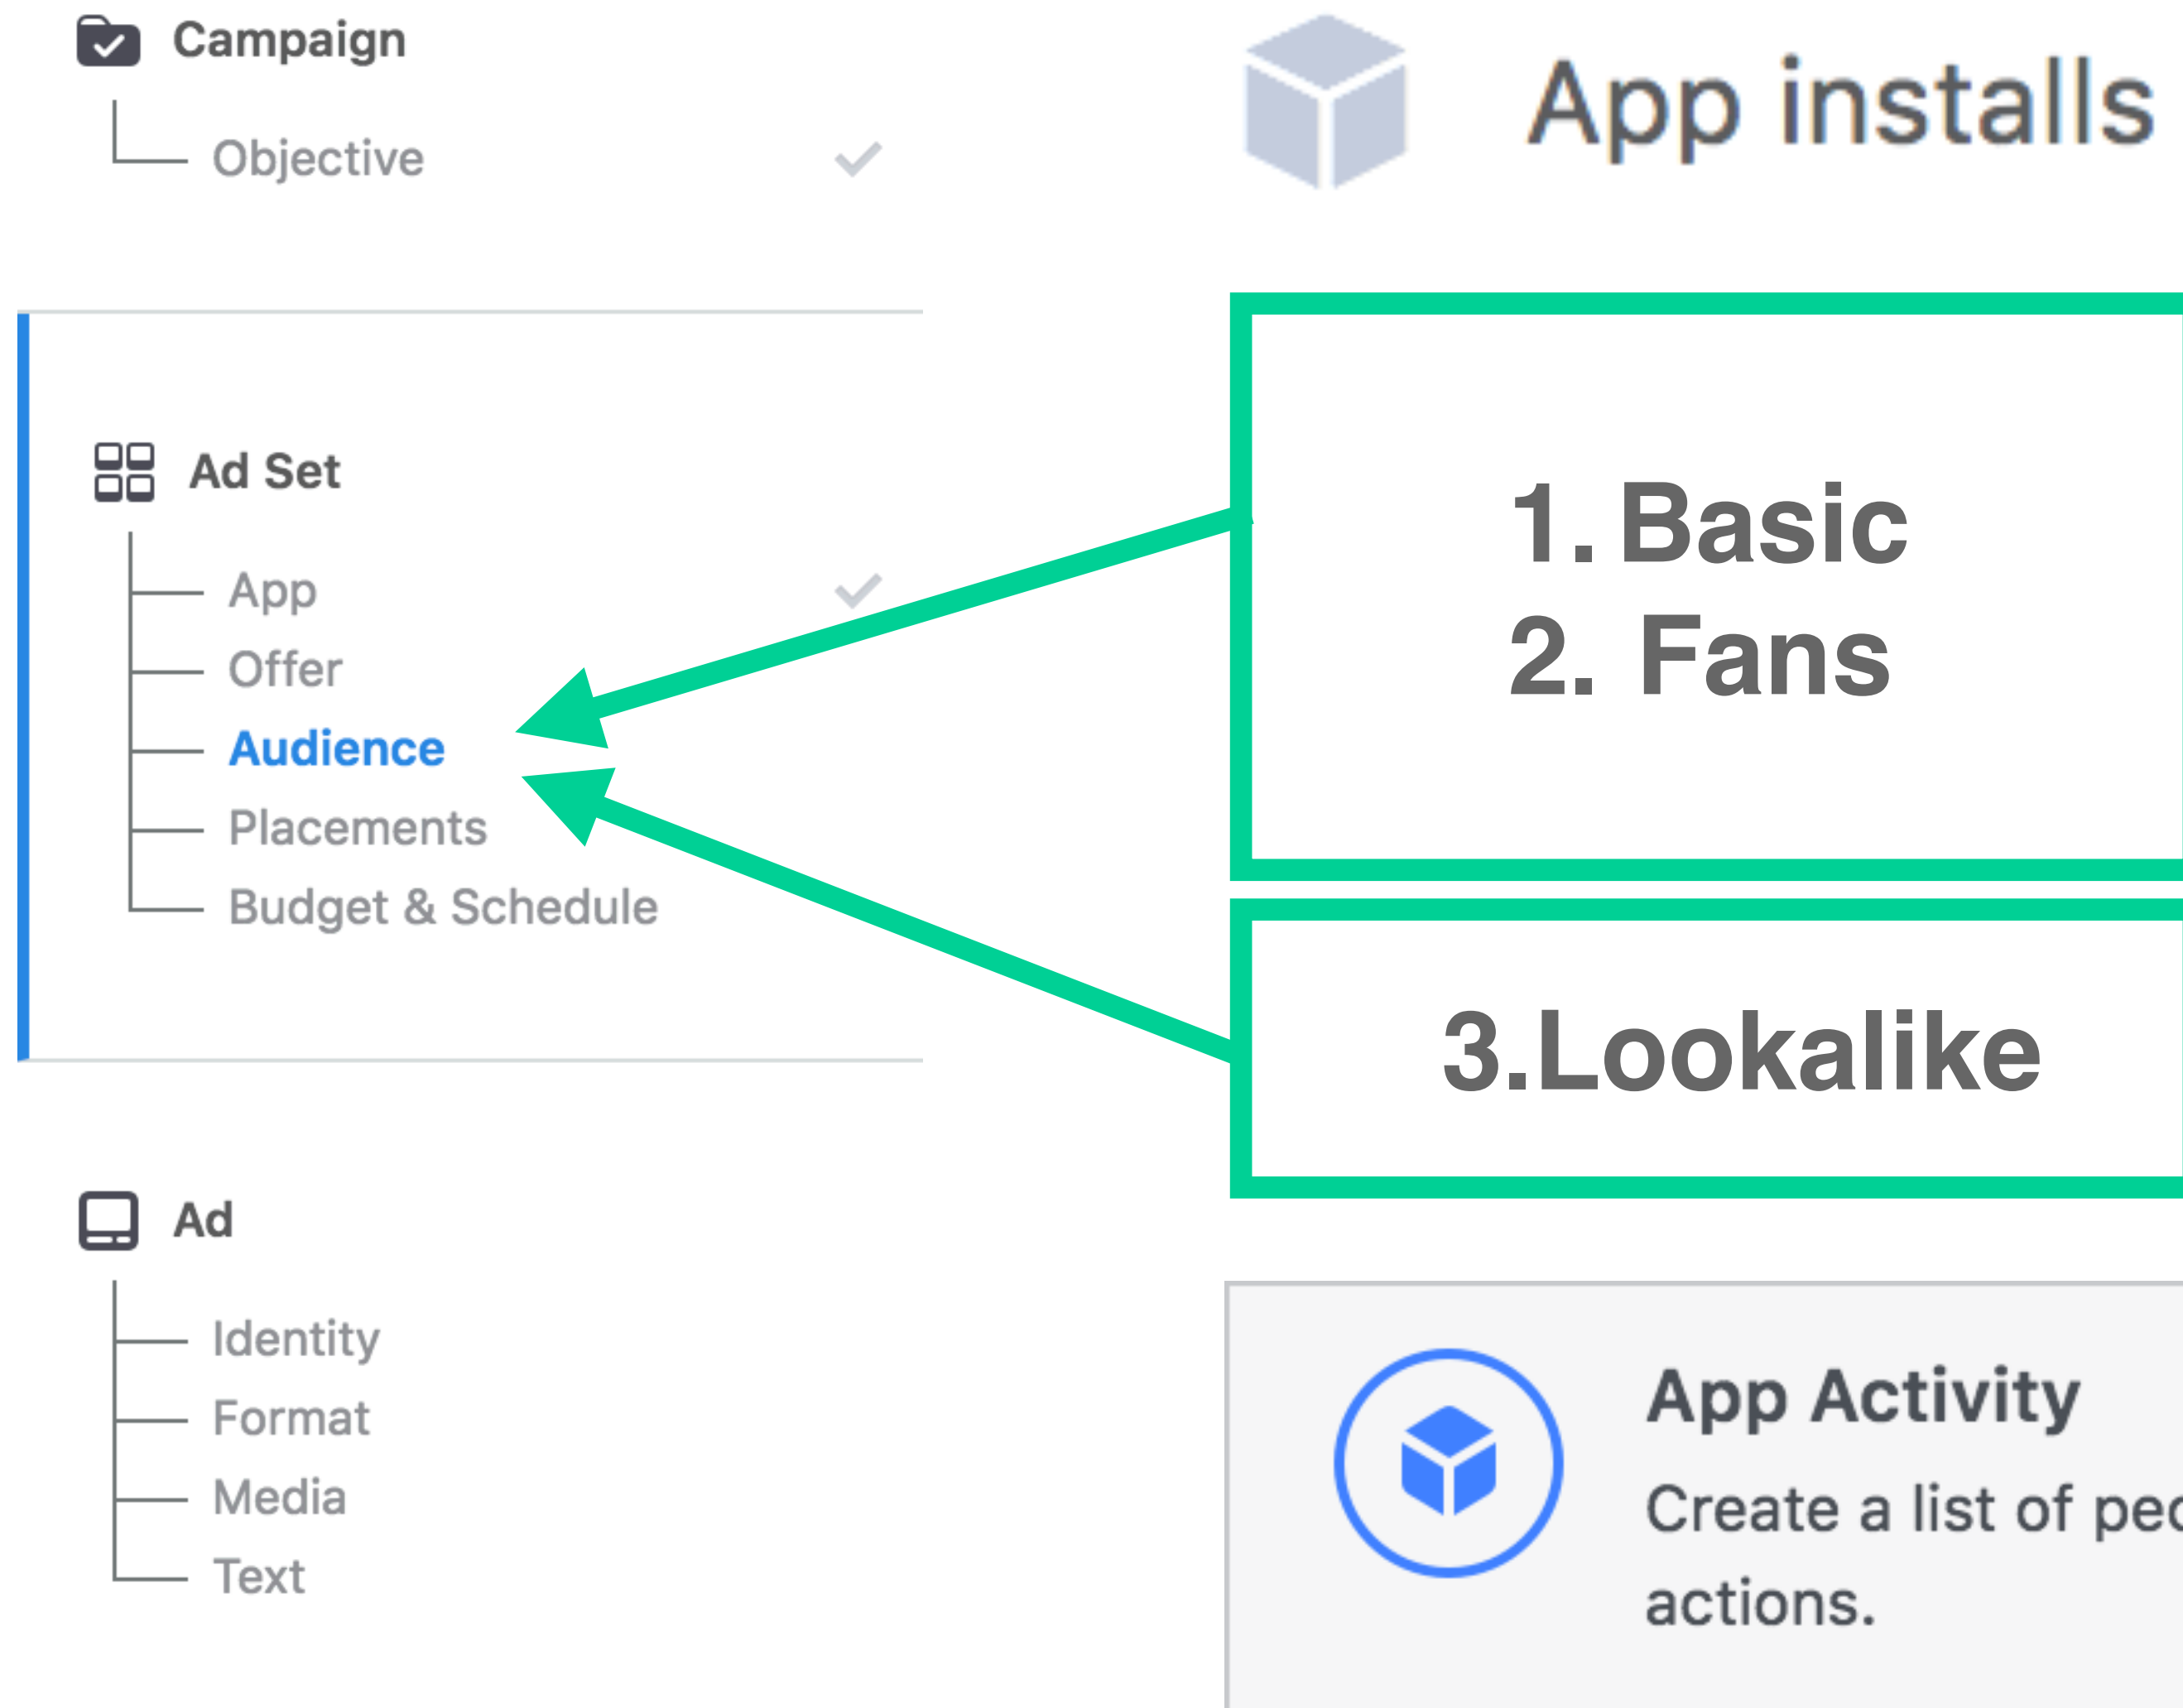 Campaign
Objective
Ad Set
App
Offer
Audience
Placements
Budget & Schedule
Ad
Identity
Format
Media
Text
App installs
1. Basic
2. Fans
3.Lookalike
App Activity
Create a list of
actions.